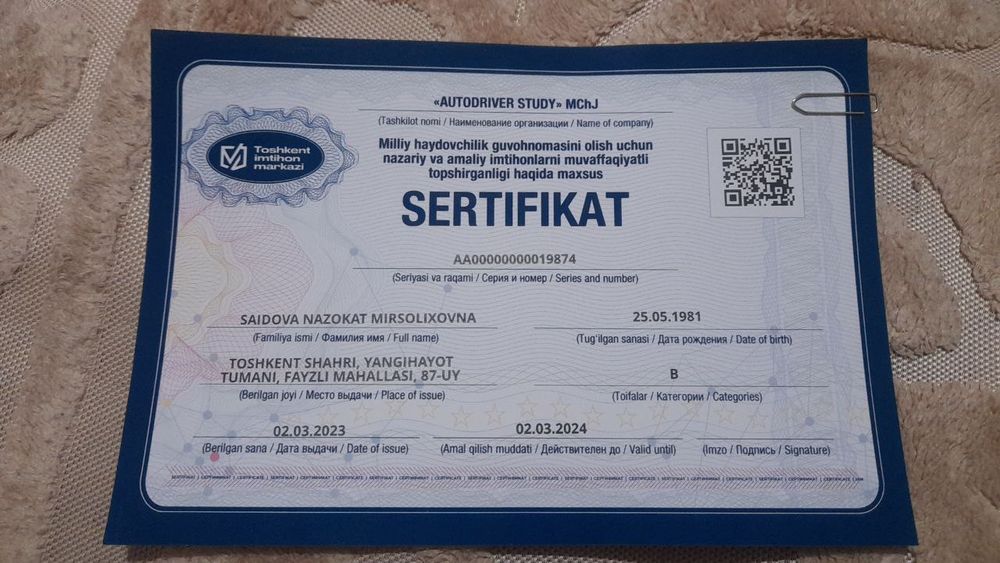 «AUTODRIVER STUDY» MChJ
(Tashkilot nomi / Наименование организации / Name of company)
Toshkent
imtihon
markazi
Milliy haydovchilik guvohnomasini olish uchun
nazariy va amaliy imtihonlarni muvaffaqiyatli
topshirganligi haqida maxsus
SERTIFIKAT
AA00000000019874
(Seriyasi va raqami / Серия и номер / Series and number)
SAIDOVA NAZOKAT MIRSOLIXOVNA
(Familiya ismi / Фамилия имя / Full name)
25.05.1981
(Tug'ilgan sanasi / Дата рождения / Date of birth)
TOSHKENT SHAHRI, YANGIHAYOT
TUMANI, FAYZLI MAHALLASI, 87-UY
(Berilgan joyi / Место выдачи / Place of issue)
B
(Toifalar / Категории / Categories)
02.03.2023
(Berilgan sana / Дата выдачи / Date of issue)
02.03.2024
(Amal qilish muddati / Действителен до / Valid until)
(Imzo / Подпись / Signature)